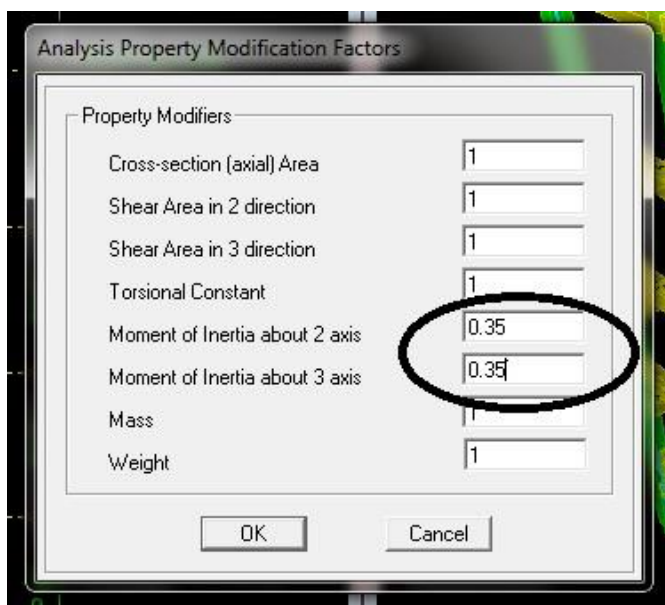 Analysis Property Modification Factors
Property Modifiers
Cross-section (axial) Area 1
Shear Area in 2 direction 1
Shear Area in 3 direction 1
Torsional Constant 1
Moment of Inertia about 2 axis 0.35
Moment of Inertia about 3 axis 0.35
Mass 1
Weight 1
OK Cancel